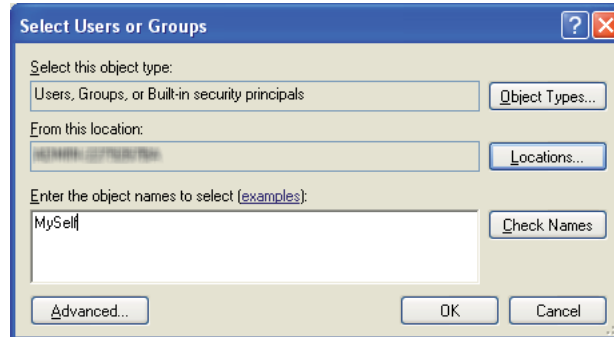 Select Users or Groups
Select this object type:
Users, Groups, or Built-in security principals
Object Types...
From this location:
Locations...
Enter the object names to select (examples):
MySelf
Check Names
Advanced...
OK
Cancel